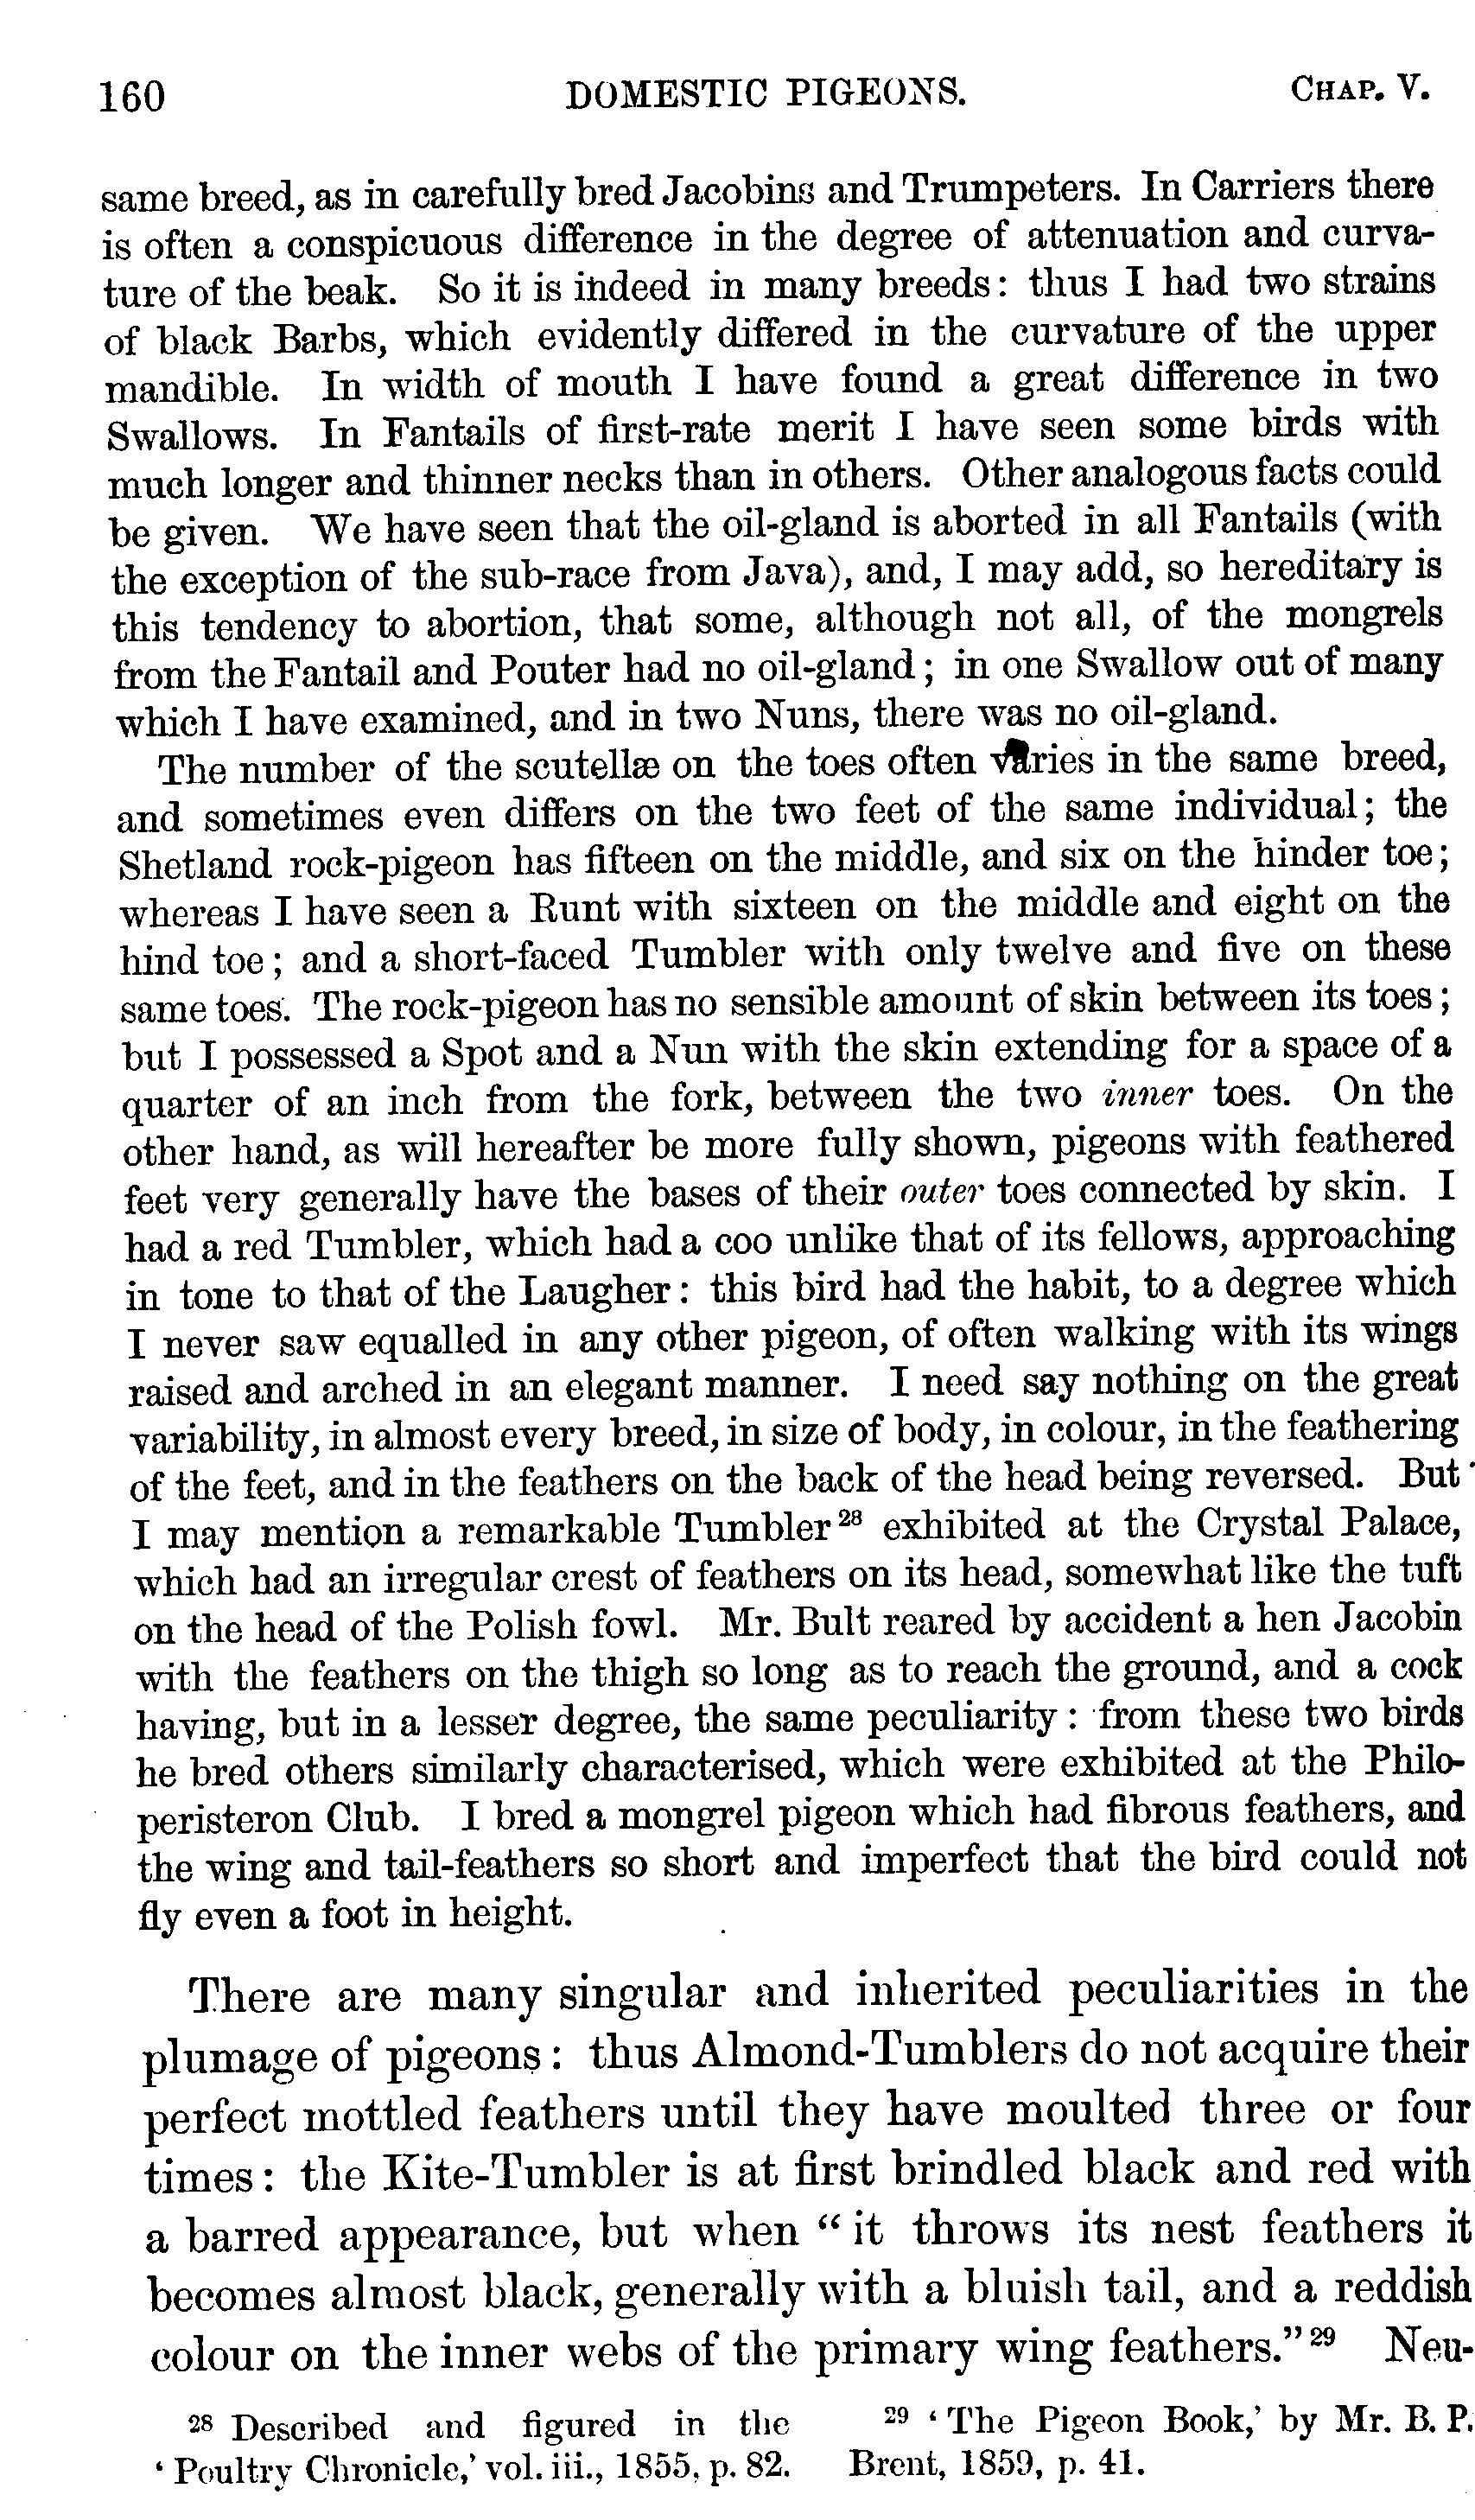 160 DOMESTIC PIGEONS. CHAP. V.
same breed, as in carefully bred Jacobins and Trumpeters. In Carriers there
is often a conspicuous difference in the degree of attenuation and curva-
ture of the beak. So it is indeed in many breeds: thus I had two strains
of black Barbs, which evidently differed in the curvature of the upper
mandible. In width of mouth I have found a great difference in two
Swallows. In Fantails of first-rate merit I have seen some birds with
much longer and thinner necks than in others. Other analogous facts could
be given. We have seen that the oil-gland is aborted in all Fantails (with
the exception of the sub-race from Java), and, I may add, so hereditary is
this tendency to abortion, that some, although not all, of the mongrels
from the Fantail and Pouter had no oil-gland; in one Swallow out of many
which I have examined, and in two Nuns, there was no oil-gland.
The number of the scutellæ on the toes often varies in the same breed,
and sometimes even differs on the two feet of the same individual; the
Shetland rock-pigeon has fifteen on the middle, and six on the hinder toe;
whereas I have seen a Runt with sixteen on the middle and eight on the
hind toe; and a short-faced Tumbler with only twelve and five on these
same toes. The rock-pigeon has no sensible amount of skin between its toes;
but I possessed a Spot and a Nun with the skin extending for a space of a
quarter of an inch from the fork, between the two inner toes. On the
other hand, as will hereafter be more fully shown, pigeons with feathered
feet very generally have the bases of their outer toes connected by skin. I
had a red Tumbler, which had a coo unlike that of its fellows, approaching
in tone to that of the Laugher: this bird had the habit, to a degree which
I never saw equalled in any other pigeon, of often walking with its wings
raised and arched in an elegant manner. I need say nothing on the great
variability, in almost every breed, in size of body, in colour, in the feathering
of the feet, and in the feathers on the back of the head being reversed. But
I may mention a remarkable Tumbler 28 exhibited at the Crystal Palace,
which had an irregular crest of feathers on its head, somewhat like the tuft
on the head of the Polish fowl. Mr. Bult reared by accident a hen Jacobin
with the feathers on the thigh so long as to reach the ground, and a cock
having, but in a lesser degree, the same peculiarity: from these two birds
he bred others similarly characterised, which were exhibited at the Philo-
peristeron Club. I bred a mongrel pigeon which had fibrous feathers, and
the wing and tail-feathers so short and imperfect that the bird could not
fly even a foot in height.
There are many singular and inherited peculiarities in the
plumage of pigeons: thus Almond-Tumblers do not acquire their
perfect mottled feathers until they have moulted three or four
times: the Kite-Tumbler is at first brindled black and red with
a barred appearance, but when “it throws its nest feathers it
becomes almost black, generally with a bluish tail, and a reddish
colour on the inner webs of the primary wing feathers.” 29 Neu-
28 Described and figured in the
‘Poultry Chronicle,’ vol. iii., 1855, p. 82.
29 ‘The Pigeon Book,’ by Mr. B. P.
Brent, 1859, p. 41.